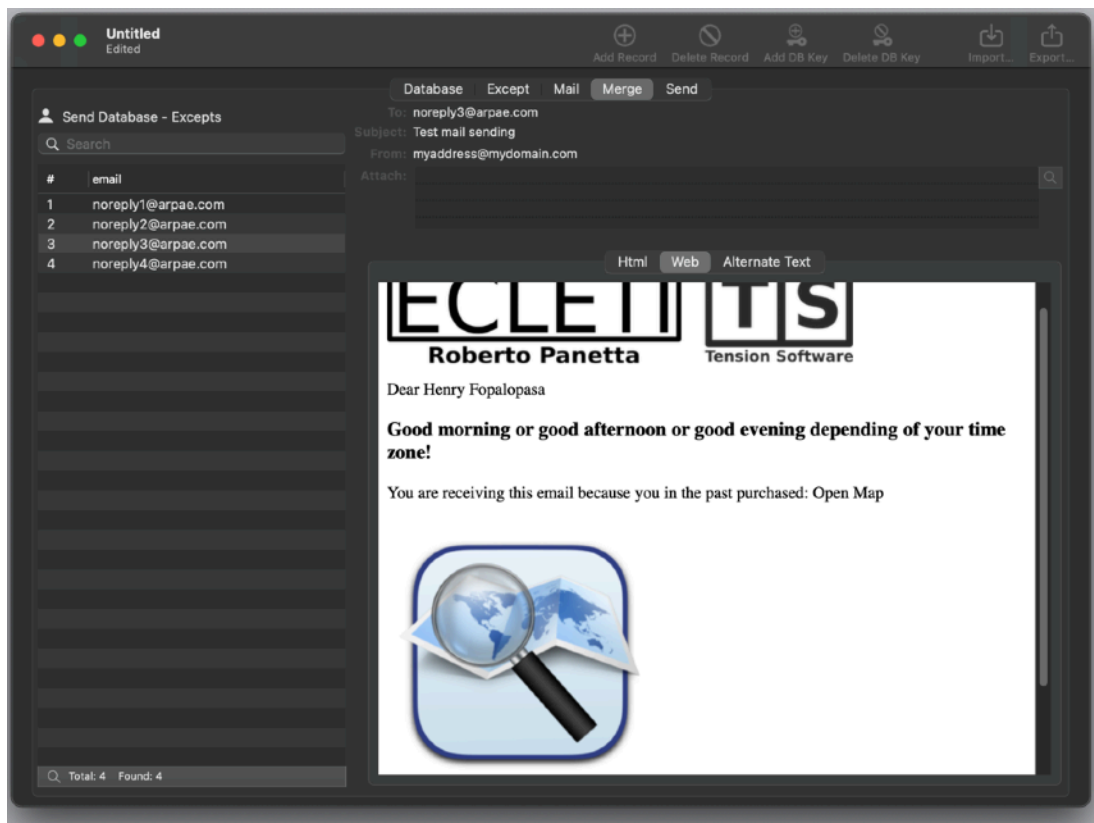 Untitled
Edited
Add Record Delete Record Add DB Key Delete DB Key Import... Export...
Database Except Mail Merge Send
Send Database - Excepts
Search
# email
1 noreply1@arpae.com
2 noreply2@arpae.com
3 noreply3@arpae.com
4 noreply4@arpae.com
Total: 4 Found: 4
To: noreply3@arpae.com
Subject: Test mail sending
From: myaddress@mydomain.com
Attach:
Html Web Alternate Text
TS
Roberto Panetta
Tension Software
Dear Henry Fopalopasa
Good morning or good afternoon or good evening depending of your time
zone!
You are receiving this email because you in the past purchased: Open Map